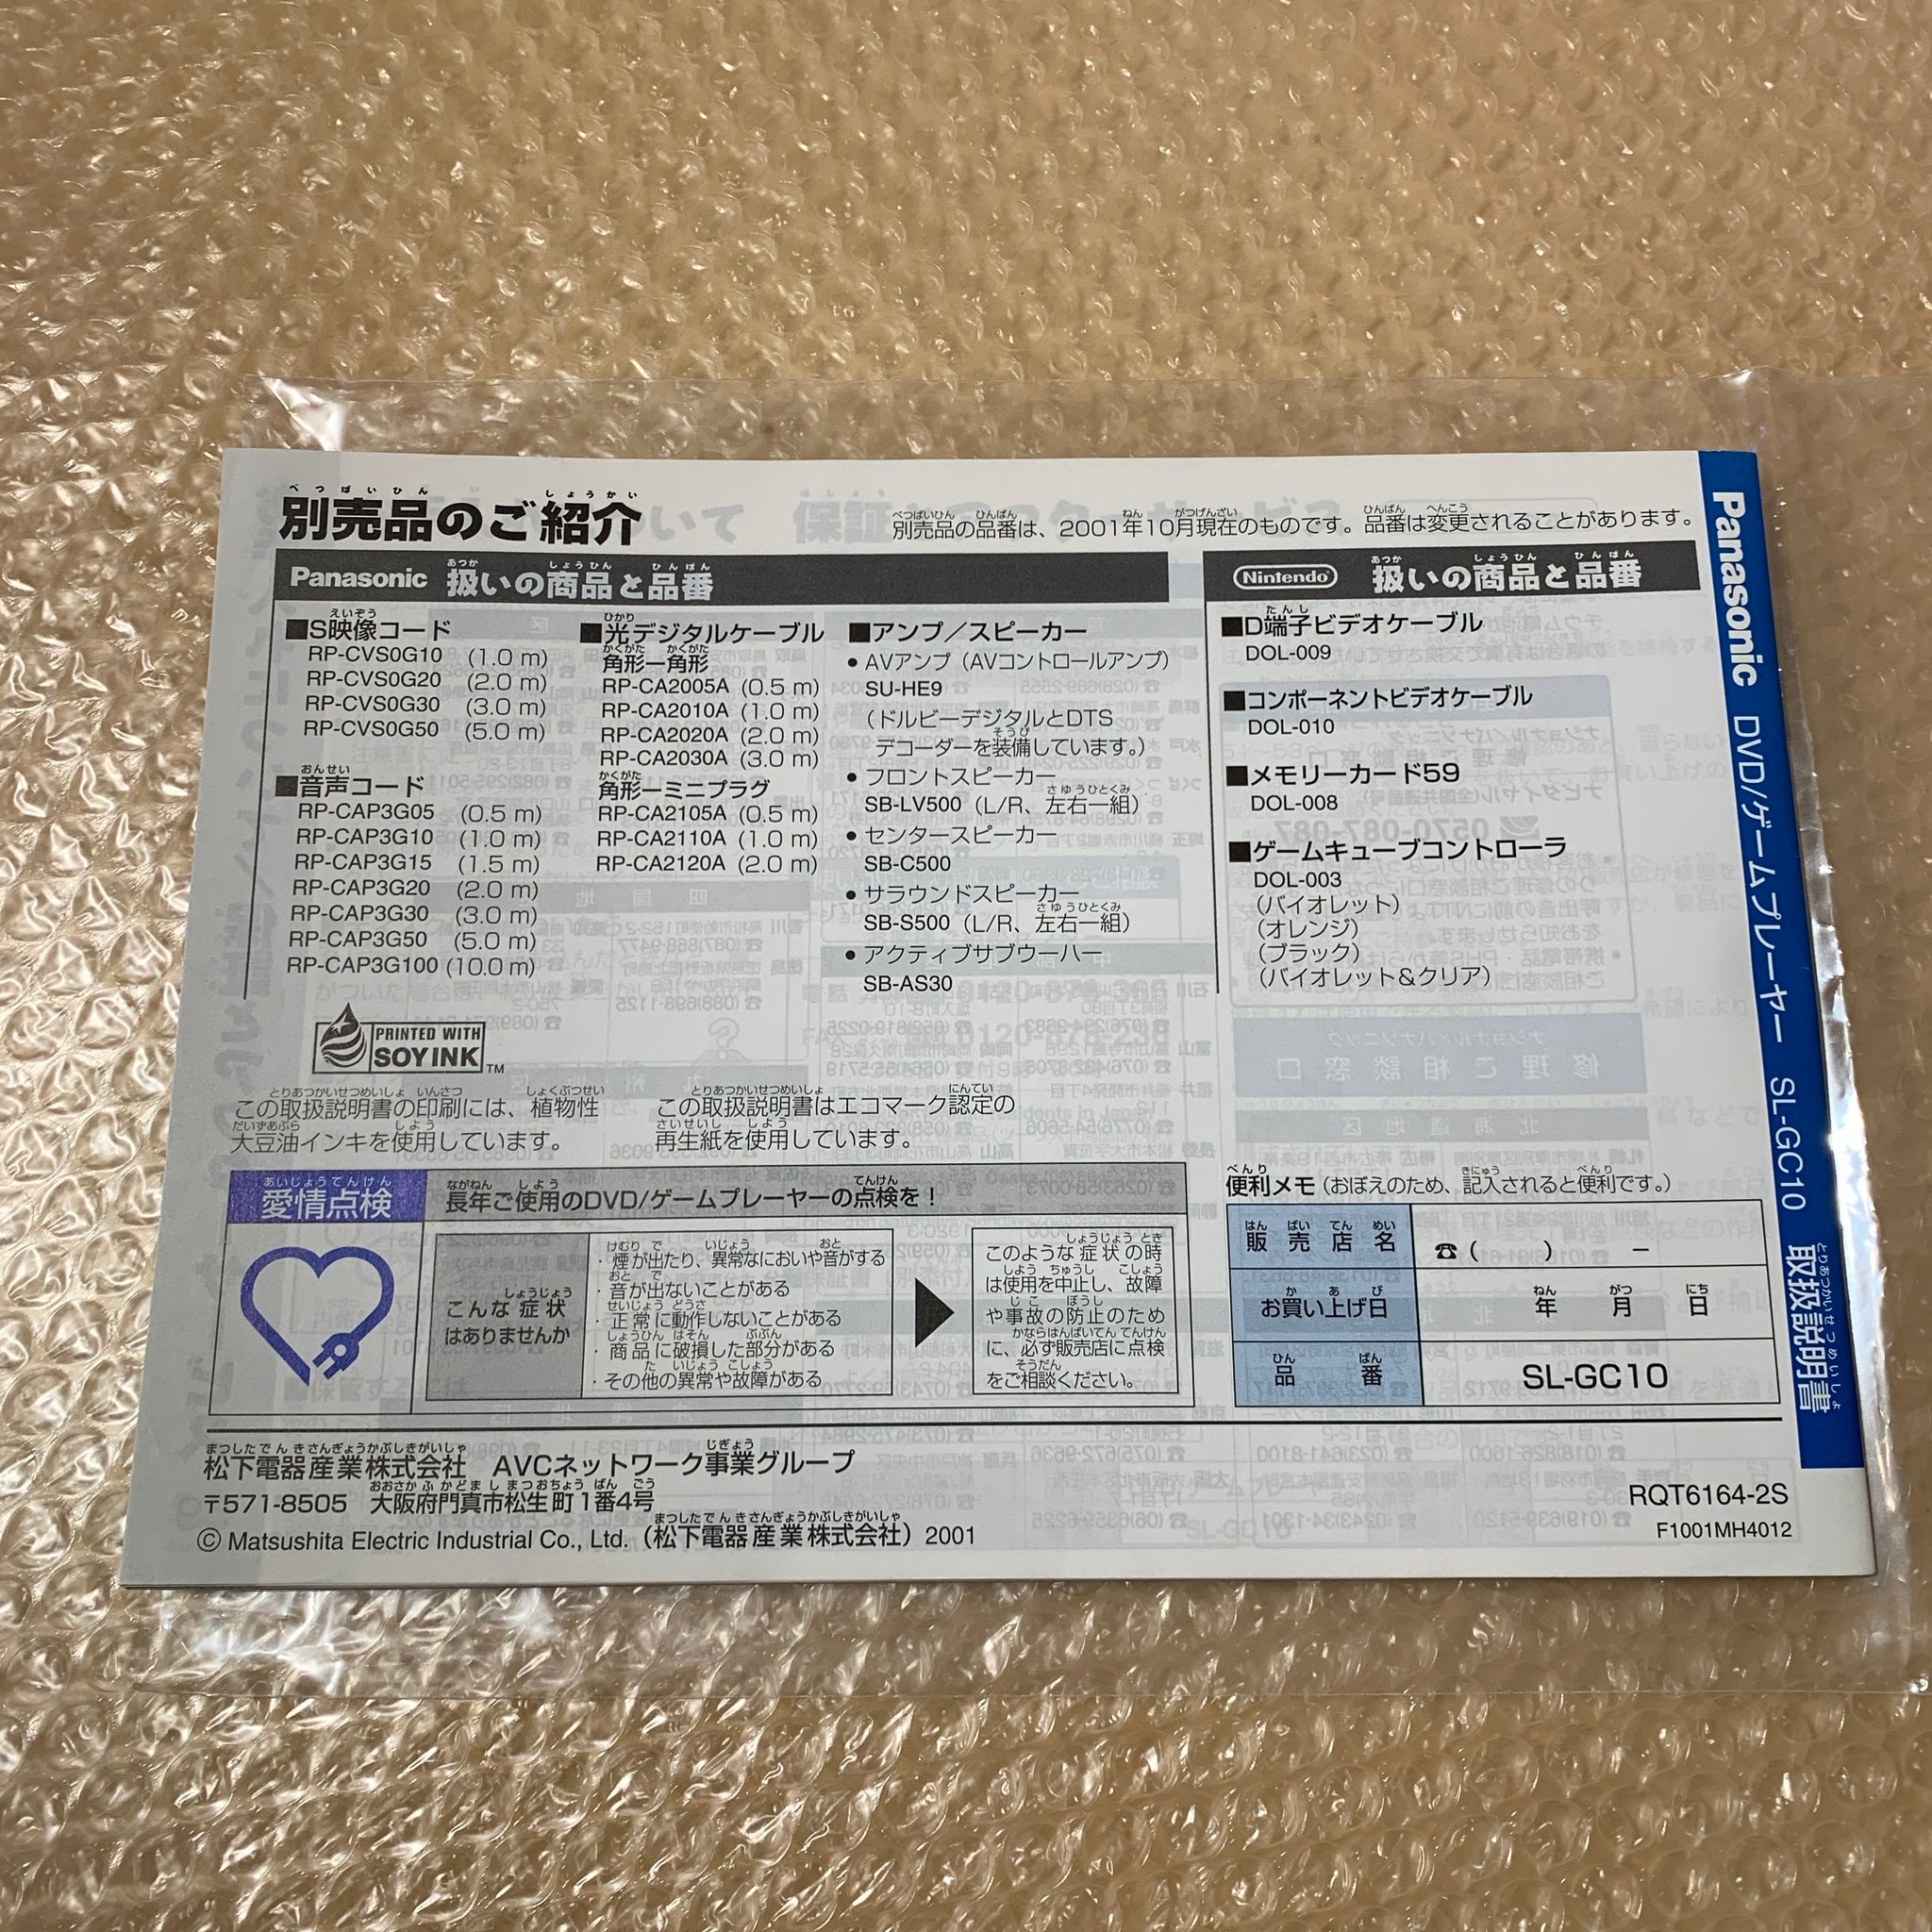 別売品のご紹介
別売品の品番は、2001年10月現在のものです。品番は変更されることがあります。
Panasonic 扱いの商品と品番
■S映像コード
RP-CVS0G10 (1.0 m)
RP-CVS0G20 (2.0 m)
RP-CVS0G30 (3.0 m)
RP-CVS0G50 (5.0 m)
■音声コード
RP-CAP3G05 (0.5 m)
RP-CAP3G10 (1.0 m)
RP-CAP3G15 (1.5 m)
RP-CAP3G20 (2.0 m)
RP-CAP3G30 (3.0 m)
RP-CAP3G50 (5.0 m)
RP-CAP3G100 (10.0 m)
■光デジタルケーブル
角形ー角形
RP-CA2005A (0.5 m)
RP-CA2010A (1.0 m)
RP-CA2020A (2.0 m)
RP-CA2030A (3.0 m)
角形ーミニプラグ
RP-CA2105A (0.5 m)
RP-CA2110A (1.0 m)
RP-CA2120A (2.0 m)
■アンプ／スピーカー
● AVアンプ（AVコントロールアンプ）
SU-HE9
（ドルビーデジタルとDTS
デコーダーを装備しています。）
● フロントスピーカー
SB-LV500（L/R、左右一組）
● センタースピーカー
SB-C500
● サラウンドスピーカー
SB-S500（L/R、左右一組）
● アクティブサブウーハー
SB-AS30
Nintendo 扱いの商品と品番
■D端子ビデオケーブル
DOL-009
■コンポーネントビデオケーブル
DOL-010
■メモリーカード59
DOL-008
■ゲームキューブコントローラ
DOL-003
（バイオレット）
（オレンジ）
（ブラック）
（バイオレット＆クリア）
PRINTED WITH
SOY INK TM
この取扱説明書の印刷には、植物性
大豆油インキを使用しています。
この取扱説明書はエコマーク認定の
再生紙を使用しています。
愛情点検
長年ご使用のDVD/ゲームプレーヤーの点検を！
こんな症状
はありませんか
・煙が出たり、異常なにおいや音がする
・音が出ないことがある
・正常に動作しないことがある
・商品に破損した部分がある
・その他の異常や故障がある
このような症状の時
は使用を中止し、故障
や事故の防止のため
に、必ず販売店に点検
をご相談ください。
便利メモ（おぼえのため、記入されると便利です。）
販売店名 ☎（　　）　－
お買い上げ日 年 月 日
品番 SL-GC10
松下電器産業株式会社 AVCネットワーク事業グループ
〒571-8505 大阪府門真市松生町1番4号
© Matsushita Electric Industrial Co., Ltd.（松下電器産業株式会社）2001
RQT6164-2S
F1001MH4012
Panasonic DVD/ゲームプレーヤー SL-GC10 取扱説明書